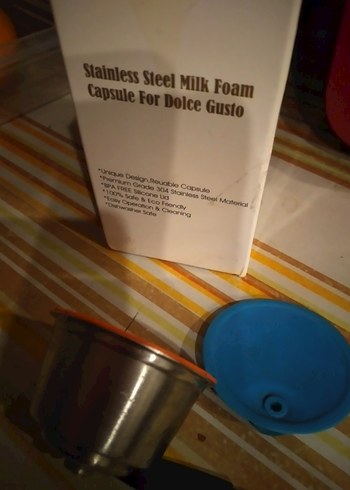 Stainless Steel Milk Foam
Capsule For Dolce Gusto
*Unique Design,Reuable Capsule
*Premium Grade 304 Stainless Steel Material
*BPA FREE Silicone Lid
*100% Safe & Eco Friendly
*Easy Operation & Cleaning
*Dishwasher Safe